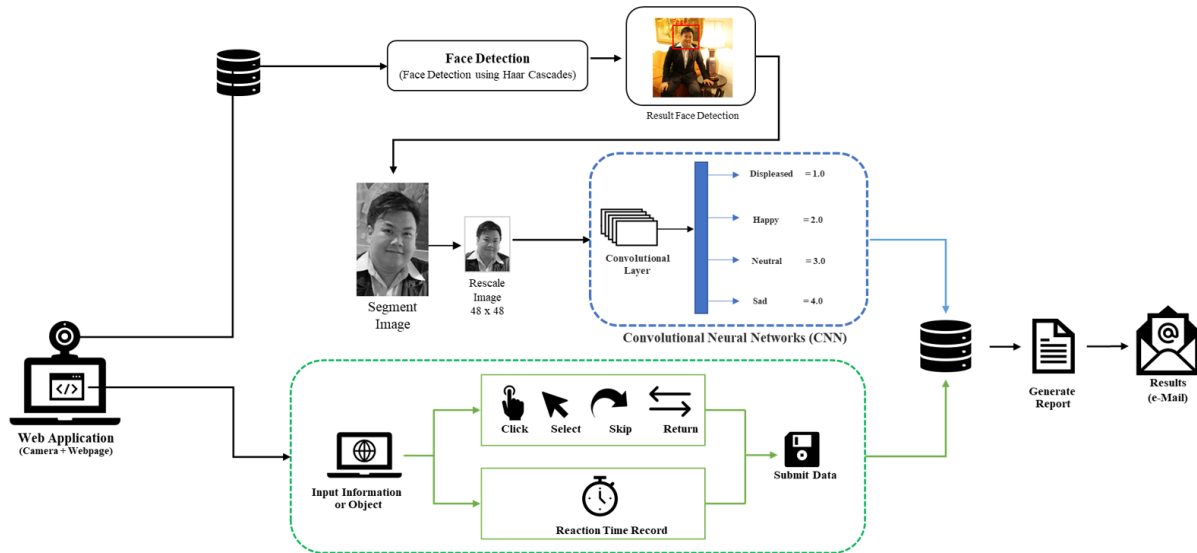 Face Detection
(Face Detection using Haar Cascades)
Result Face Detection
Segment
Image
Rescale
Image
48 x 48
Convolutional
Layer
Displeased = 1.0
Happy = 2.0
Neutral = 3.0
Sad = 4.0
Convolutional Neural Networks (CNN)
Web Application
(Camera + Webpage)
Input Information
or Object
Click Select Skip Return
Reaction Time Record
Submit Data
Generate
Report
Results
(e-Mail)